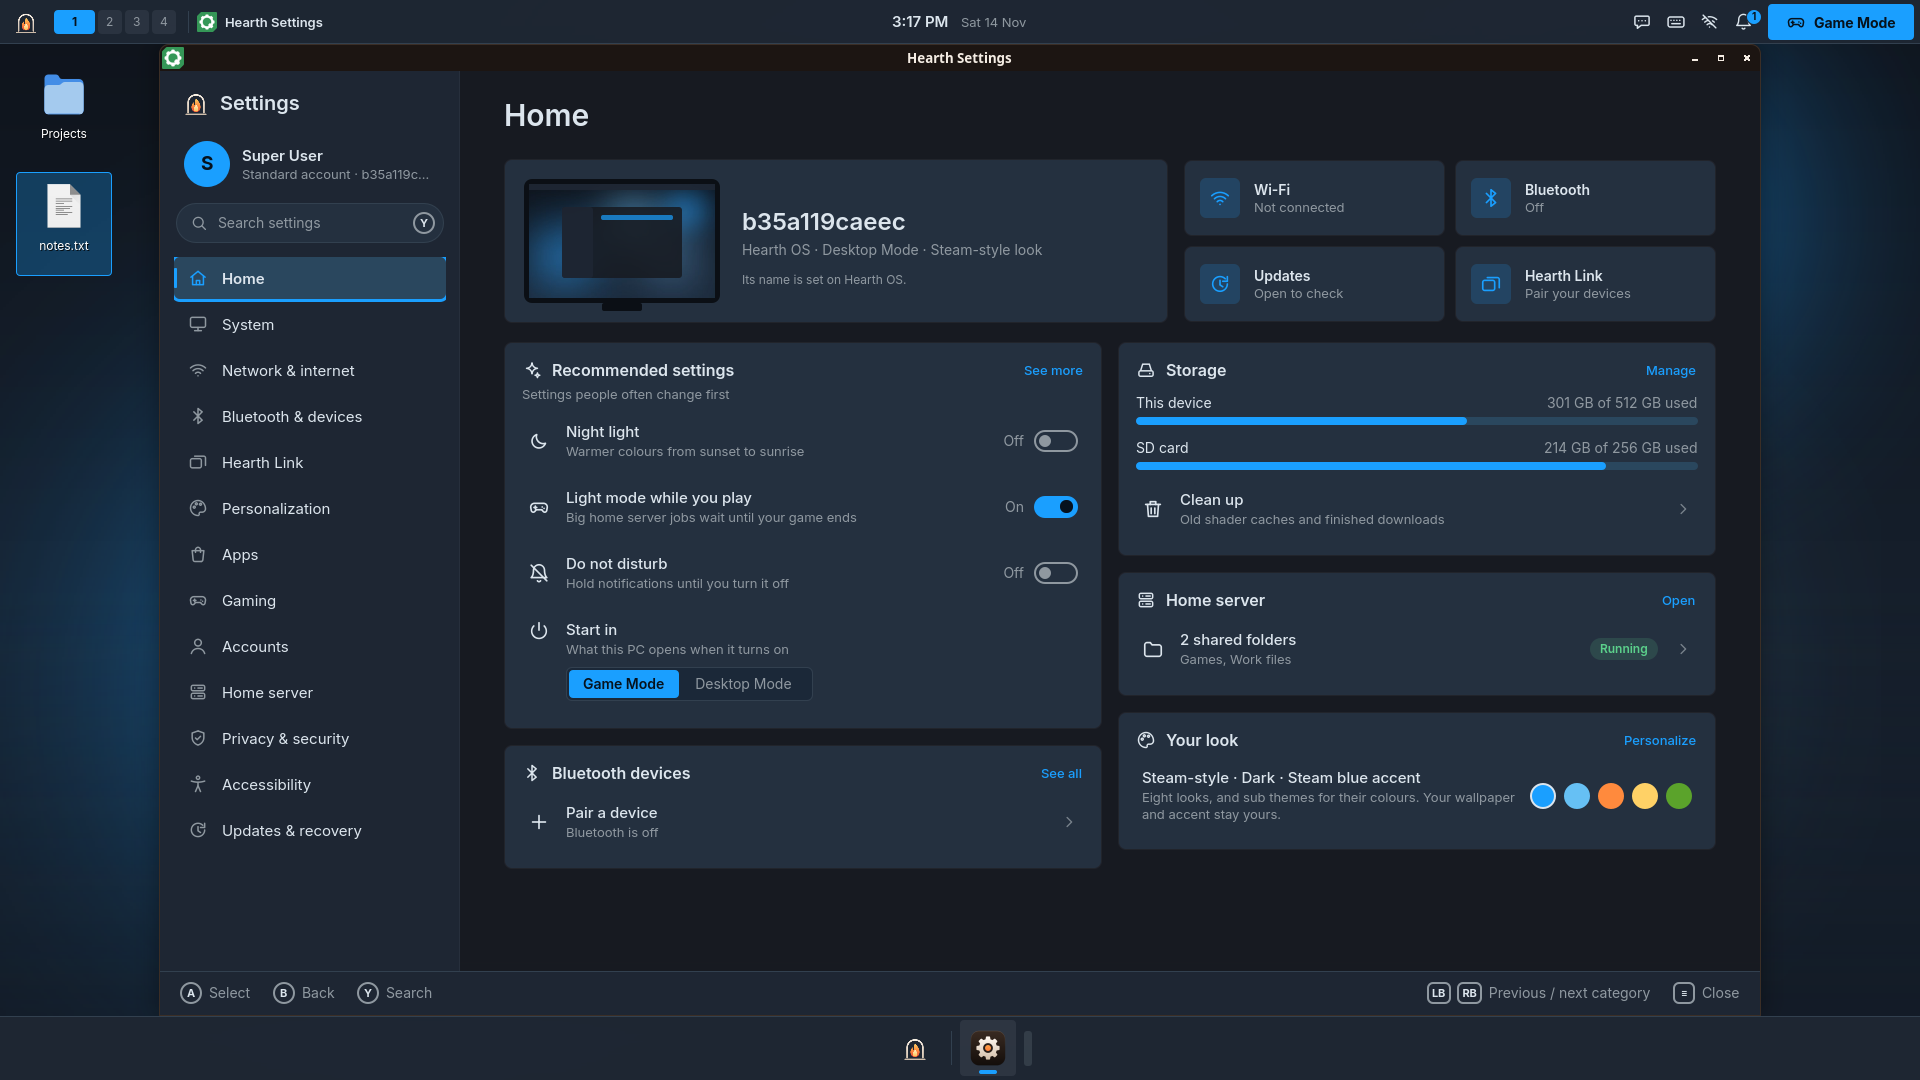 1
2
3
4
Hearth Settings
3:17 PM
Sat 14 Nov
1
Game Mode
Hearth Settings
Projects
notes.txt
Settings
S
Super User
Standard account · b35a119c...
Search settings
Y
Home
System
Network & internet
Bluetooth & devices
Hearth Link
Personalization
Apps
Gaming
Accounts
Home server
Privacy & security
Accessibility
Updates & recovery
Home
b35a119caeec
Hearth OS · Desktop Mode · Steam-style look
Its name is set on Hearth OS.
Wi-Fi
Not connected
Bluetooth
Off
Updates
Open to check
Hearth Link
Pair your devices
Recommended settings
See more
Settings people often change first
Night light
Warmer colours from sunset to sunrise
Off
Light mode while you play
Big home server jobs wait until your game ends
On
Do not disturb
Hold notifications until you turn it off
Off
Start in
What this PC opens when it turns on
Game Mode
Desktop Mode
Bluetooth devices
See all
Pair a device
Bluetooth is off
Storage
Manage
This device
301 GB of 512 GB used
SD card
214 GB of 256 GB used
Clean up
Old shader caches and finished downloads
Home server
Open
2 shared folders
Games, Work files
Running
Your look
Personalize
Steam-style · Dark · Steam blue accent
Eight looks, and sub themes for their colours. Your wallpaper
and accent stay yours.
A Select
B Back
Y Search
LB RB Previous / next category
Close